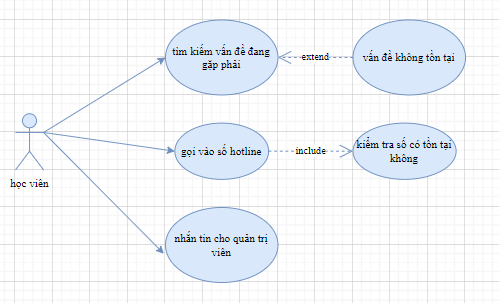 tìm kiếm vấn đề đang
gặp phải
extend
vấn đề không tồn tại
gọi vào số hotline
include
kiểm tra số có tồn tại
không
học viên
nhắn tin cho quản trị
viên